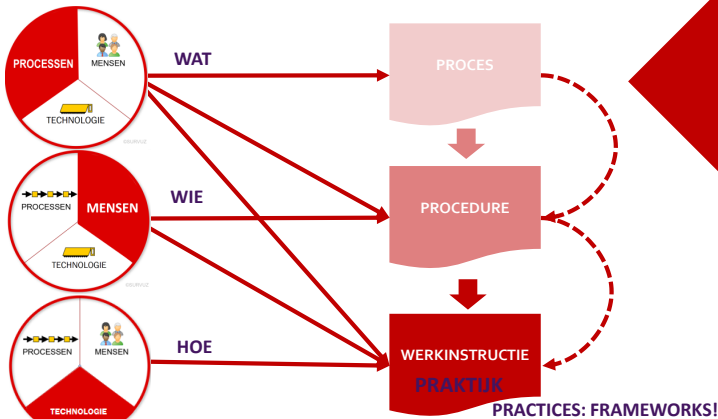 PROCESSEN
MENSEN
TECHNOLOGIE
WAT
PROCES
PROCESSEN
MENSEN
TECHNOLOGIE
WIE
PROCEDURE
PROCESSEN
MENSEN
TECHNOLOGIE
HOE
WERKINSTRUCTIE
PRAKTIJK
PRACTICES: FRAMEWORKS!